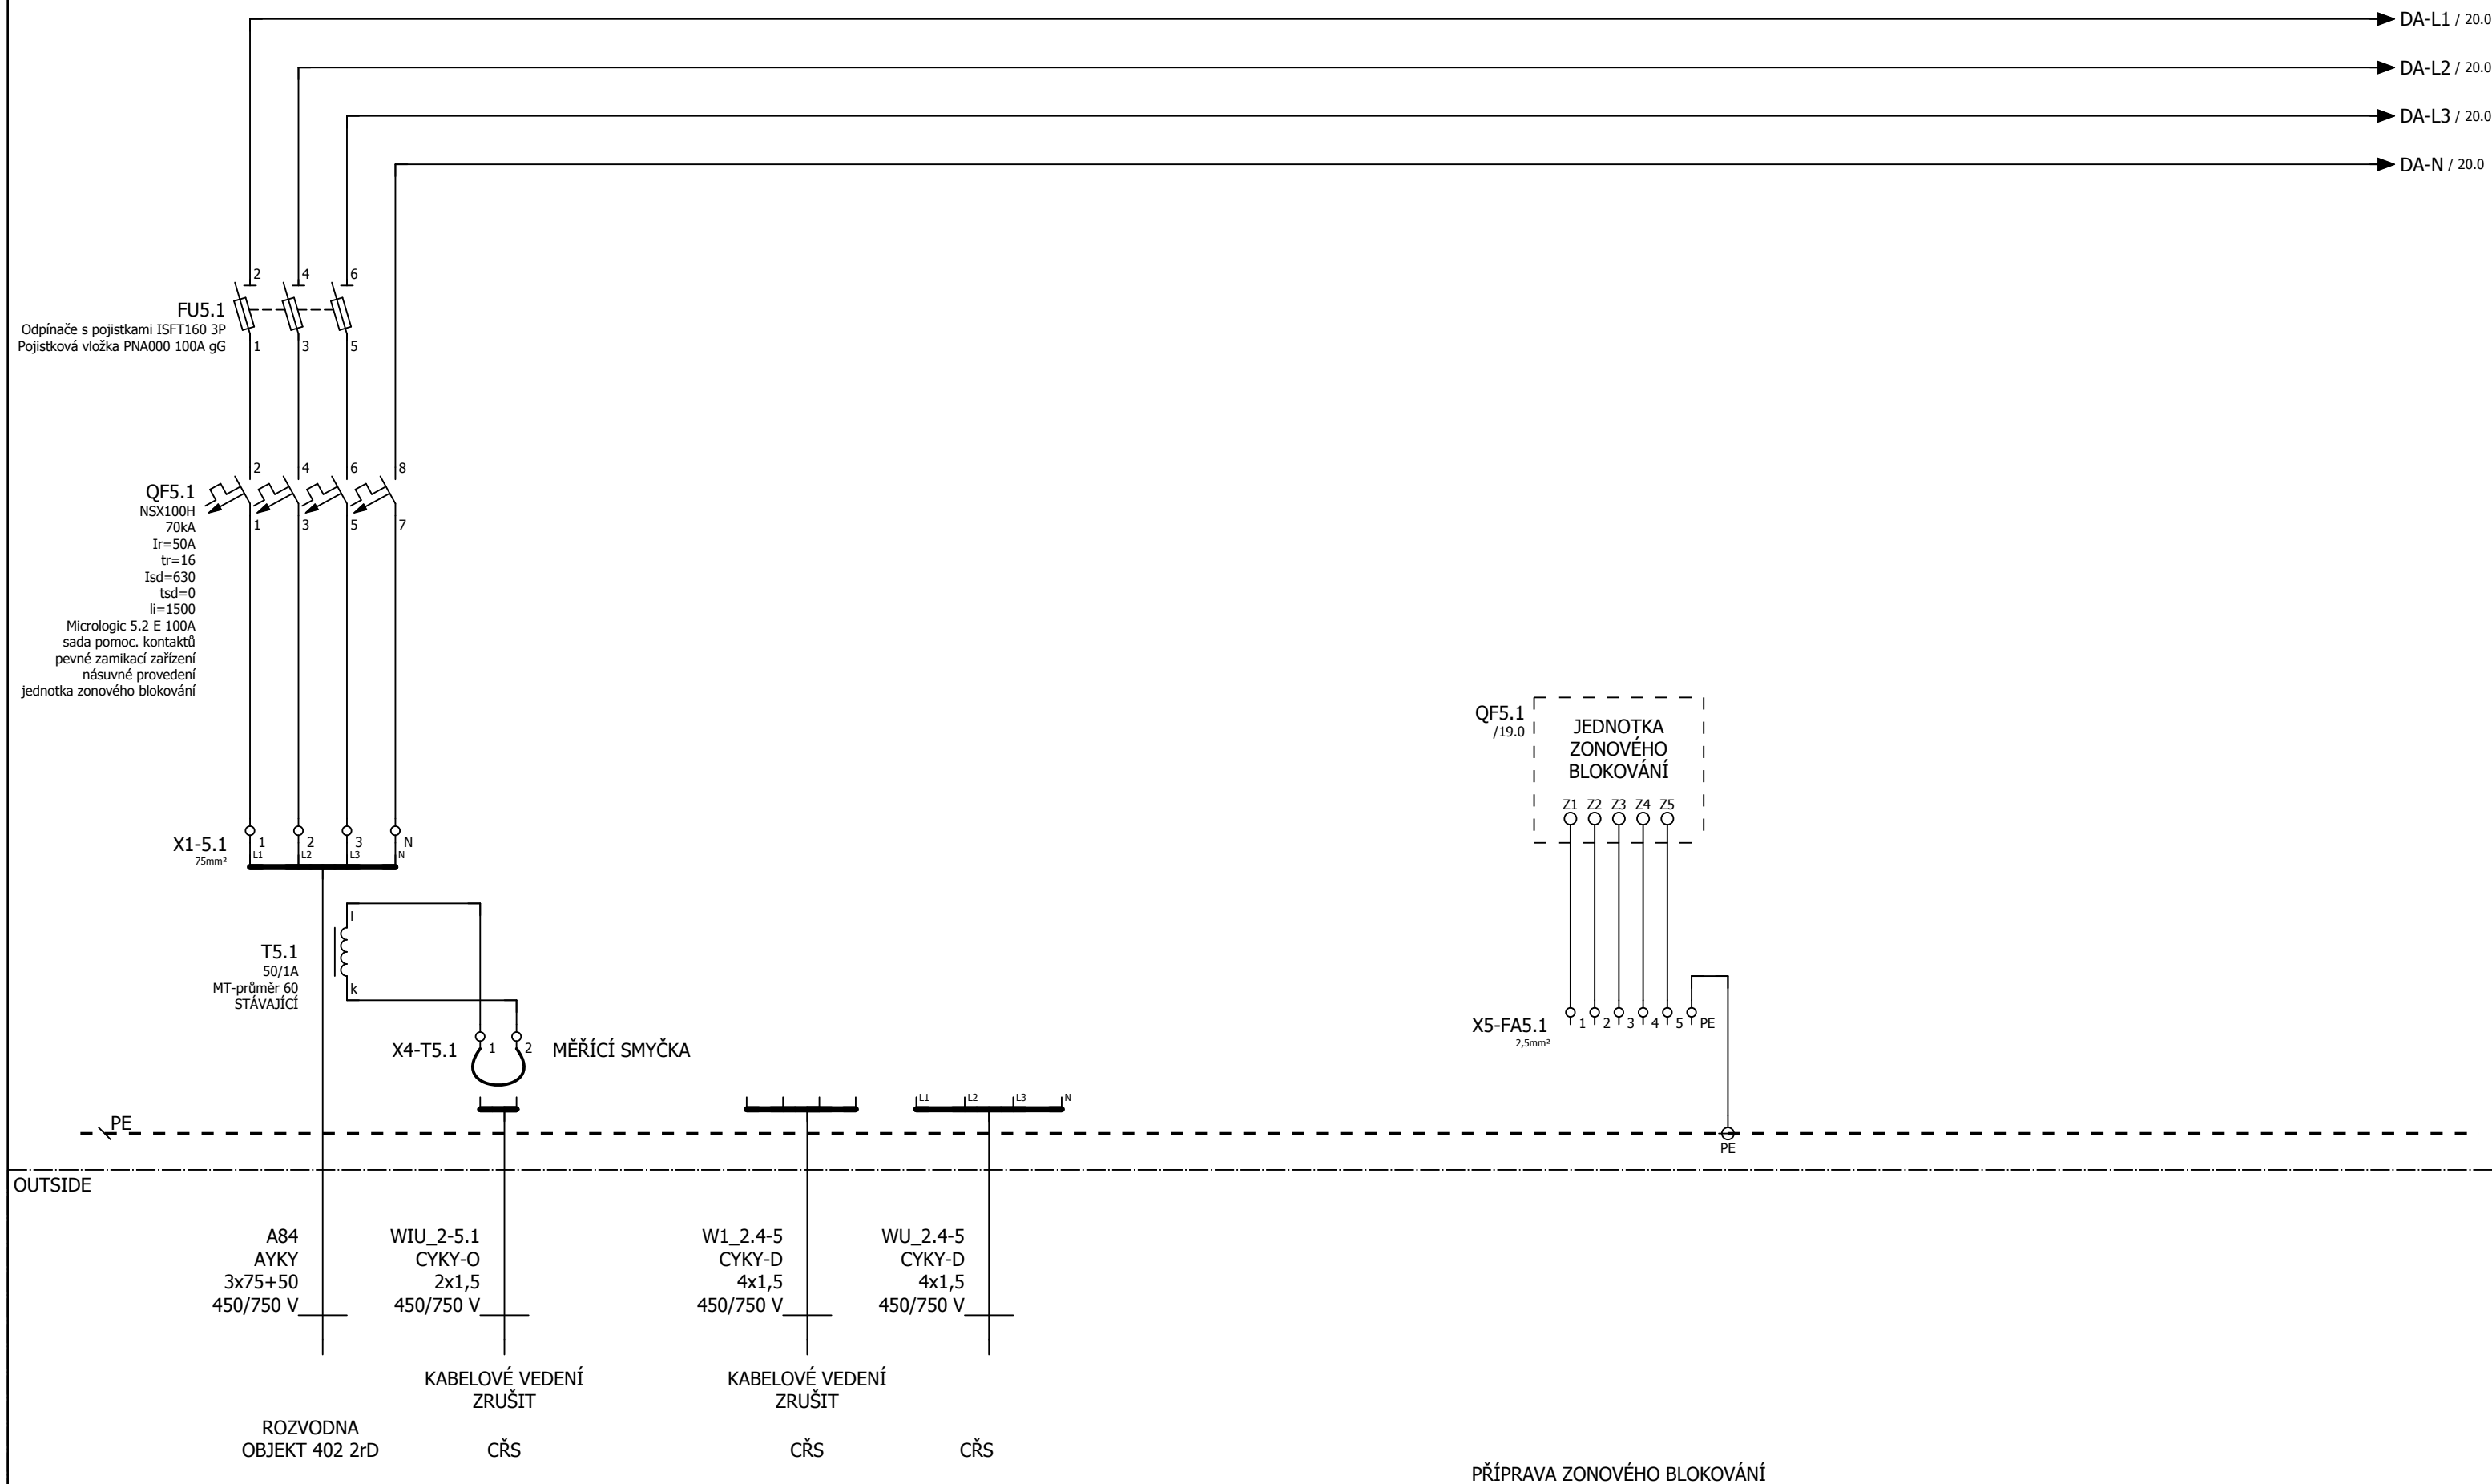 DA-L1 / 20.0
DA-L2 / 20.0
DA-L3 / 20.0
DA-N / 20.0
2 4 6
FU5.1
Odpínače s pojistkami ISFT160 3P
Pojistková vložka PNA000 100A gG
1 3 5
2 4 6 8
QF5.1
NSX100H
70kA
1 3 5 7
Ir=50A
tr=16
Isd=630
tsd=0
li=1500
Micrologic 5.2 E 100A
sada pomoc. kontaktů
pevné zamikací zařízení
násuvné provedení
jednotka zonového blokování
QF5.1
/19.0
JEDNOTKA
ZONOVÉHO
BLOKOVÁNÍ
Z1 Z2 Z3 Z4 Z5
X1-5.1
75mm²
1 2 3 N
L1 L2 L3 N
l
T5.1
50/1A
MT-průměr 60
STÁVAJÍCÍ
k
X5-FA5.1
2,5mm²
1 2 3 4 5 PE
X4-T5.1
1 2
MĚŘÍCÍ SMYČKA
L1 L2 L3 N
PE
PE
OUTSIDE
A84
AYKY
3x75+50
450/750 V
WIU_2-5.1
CYKY-O
2x1,5
450/750 V
W1_2.4-5
CYKY-D
4x1,5
450/750 V
WU_2.4-5
CYKY-D
4x1,5
450/750 V
KABELOVÉ VEDENÍ
ZRUŠIT
KABELOVÉ VEDENÍ
ZRUŠIT
ROZVODNA
OBJEKT 402 2rD
CŘS
CŘS
CŘS
PŘÍPRAVA ZONOVÉHO BLOKOVÁNÍ